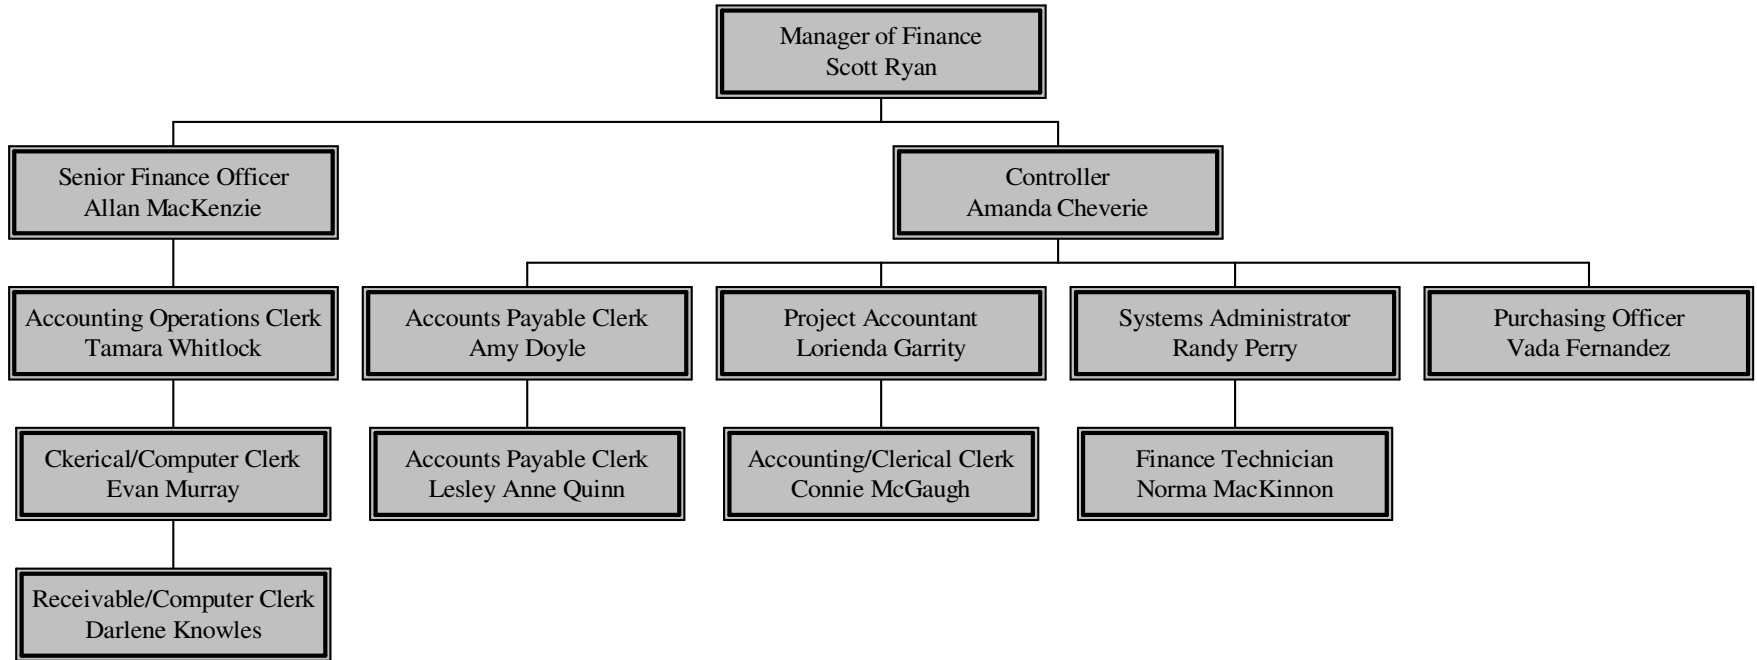 Manager of Finance
Scott Ryan
Senior Finance Officer
Allan MacKenzie
Controller
Amanda Cheverie
Accounting Operations Clerk
Tamara Whitlock
Accounts Payable Clerk
Amy Doyle
Project Accountant
Lorienda Garrity
Systems Administrator
Randy Perry
Purchasing Officer
Vada Fernandez
Ckerical/Computer Clerk
Evan Murray
Accounts Payable Clerk
Lesley Anne Quinn
Accounting/Clerical Clerk
Connie McGaugh
Finance Technician
Norma MacKinnon
Receivable/Computer Clerk
Darlene Knowles